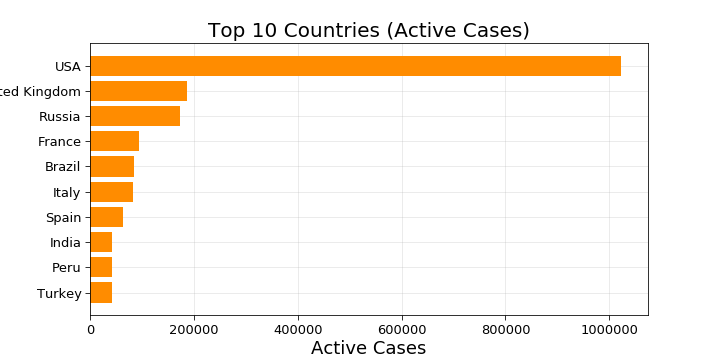 Top 10 Countries (Active Cases)
USA
ted Kingdom
Russia
France
Brazil
Italy
Spain
India
Peru
Turkey
0 200000 400000 600000 800000 1000000
Active Cases